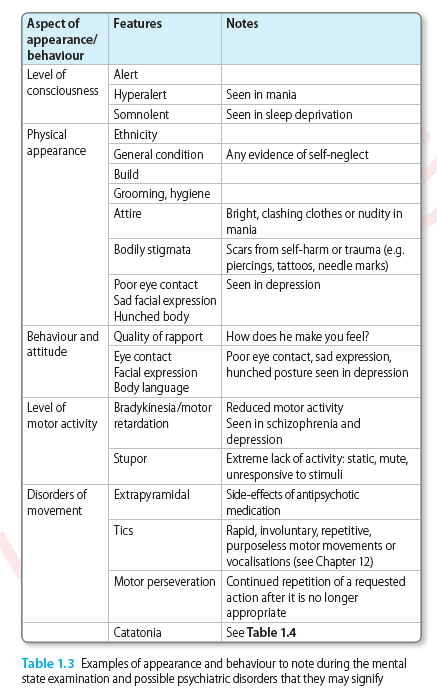 Aspect of appearance/ behaviour | Features | Notes
Level of consciousness | Alert |
Hyperalert | Seen in mania
Somnolent | Seen in sleep deprivation
Physical appearance | Ethnicity |
General condition | Any evidence of self-neglect
Build |
Grooming, hygiene |
Attire | Bright, clashing clothes or nudity in mania
Bodily stigmata | Scars from self-harm or trauma (e.g. piercings, tattoos, needle marks)
Poor eye contact Sad facial expression Hunched body | Seen in depression
Behaviour and attitude | Quality of rapport | How does he make you feel?
Eye contact Facial expression Body language | Poor eye contact, sad expression, hunched posture seen in depression
Level of motor activity | Bradykinesia/motor retardation | Reduced motor activity Seen in schizophrenia and depression
Stupor | Extreme lack of activity: static, mute, unresponsive to stimuli
Disorders of movement | Extrapyramidal | Side-effects of antipsychotic medication
Tics | Rapid, involuntary, repetitive, purposeless motor movements or vocalisations (see Chapter 12)
Motor perseveration | Continued repetition of a requested action after it is no longer appropriate
Catatonia | See Table 1.4
Table 1.3 Examples of appearance and behaviour to note during the mental
state examination and possible psychiatric disorders that they may signify